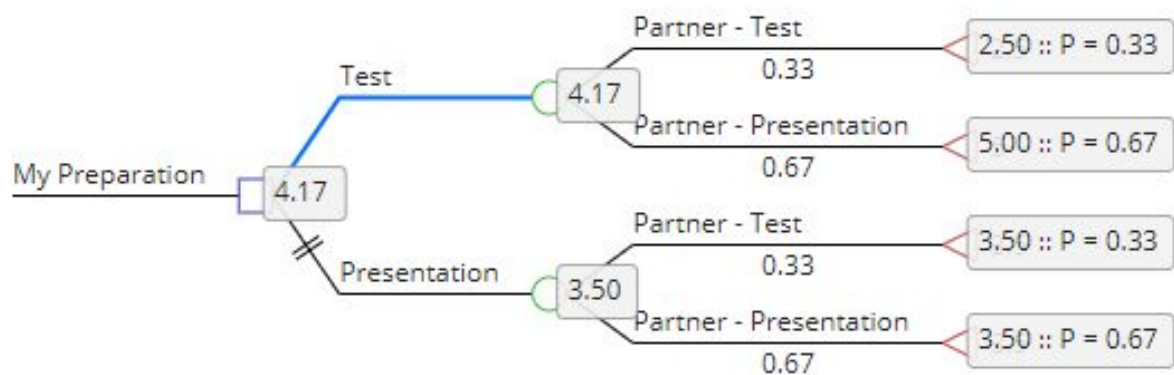 Partner - Test
2.50 :: P = 0.33
0.33
Test
4.17
Partner - Presentation
5.00 :: P = 0.67
0.67
My Preparation
4.17
Partner - Test
3.50 :: P = 0.33
0.33
Presentation
3.50
Partner - Presentation
3.50 :: P = 0.67
0.67